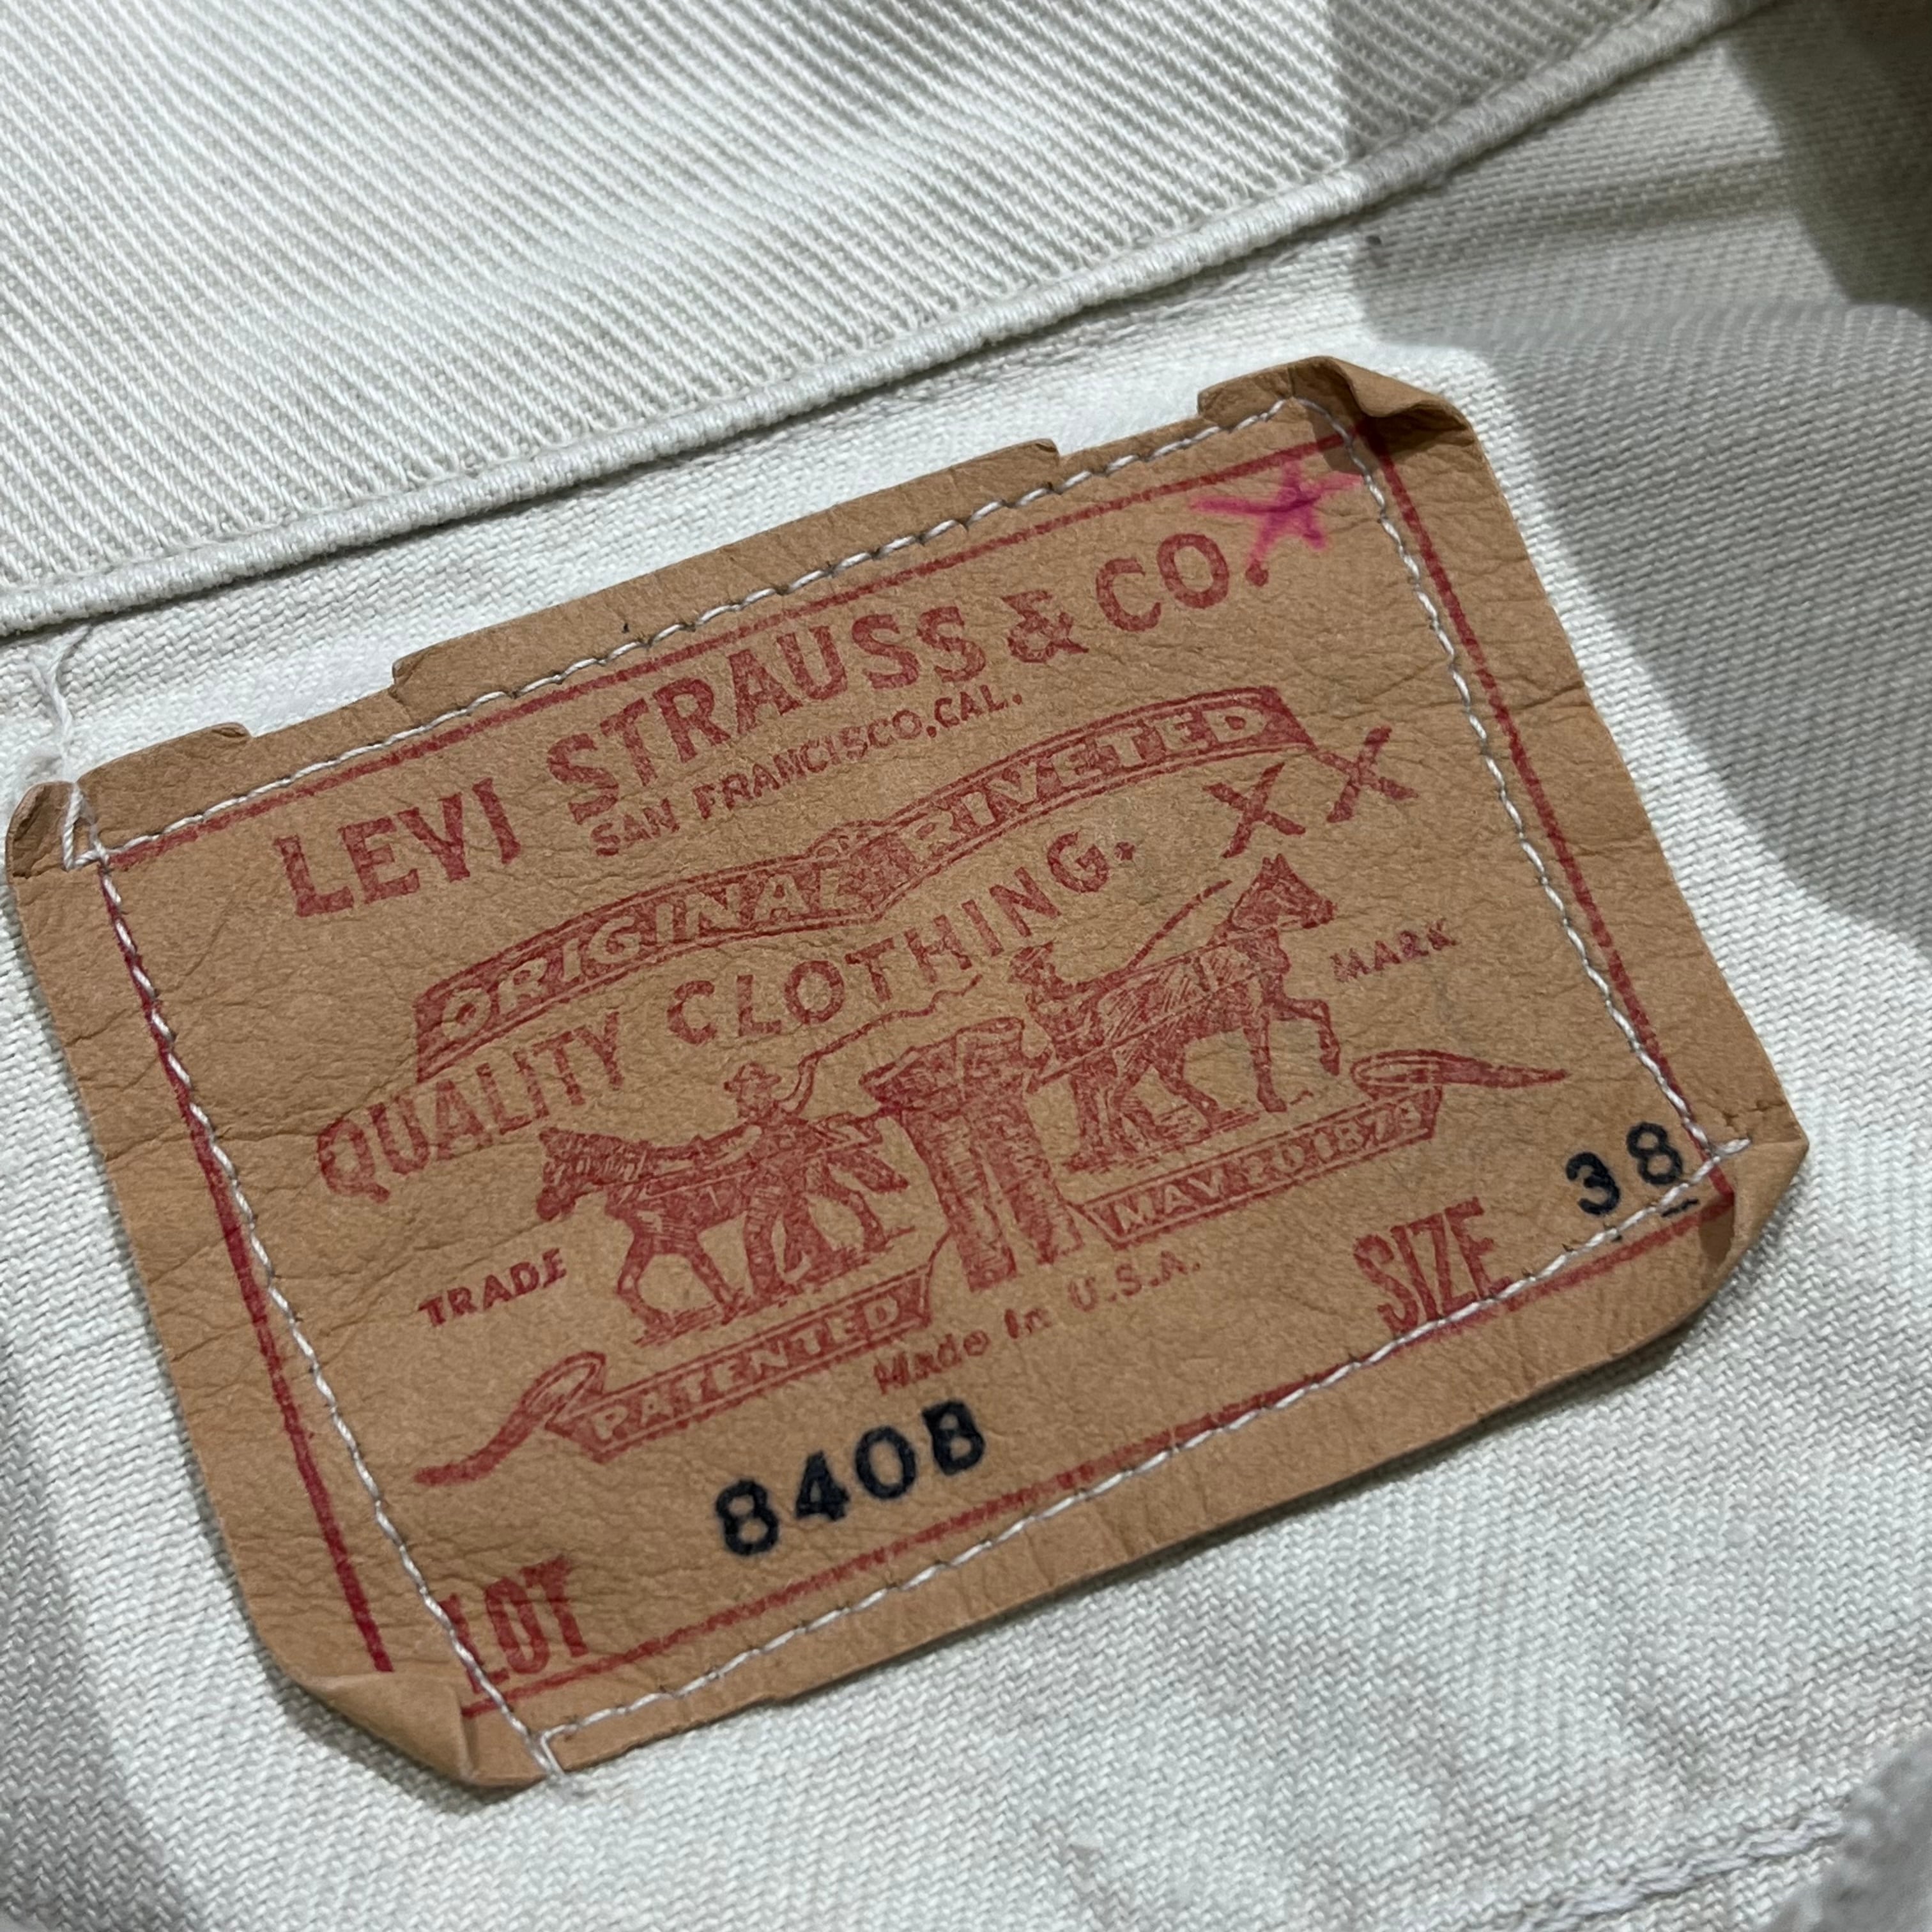 LEVI STRAUSS & CO.
SAN FRANCISCO, CAL.
ORIGINAL RIVETED
QUALITY CLOTHING. XX
TRADE MARK
PATENTED MAY 20 1873
Made in U.S.A.
840B
LOT
SIZE 38